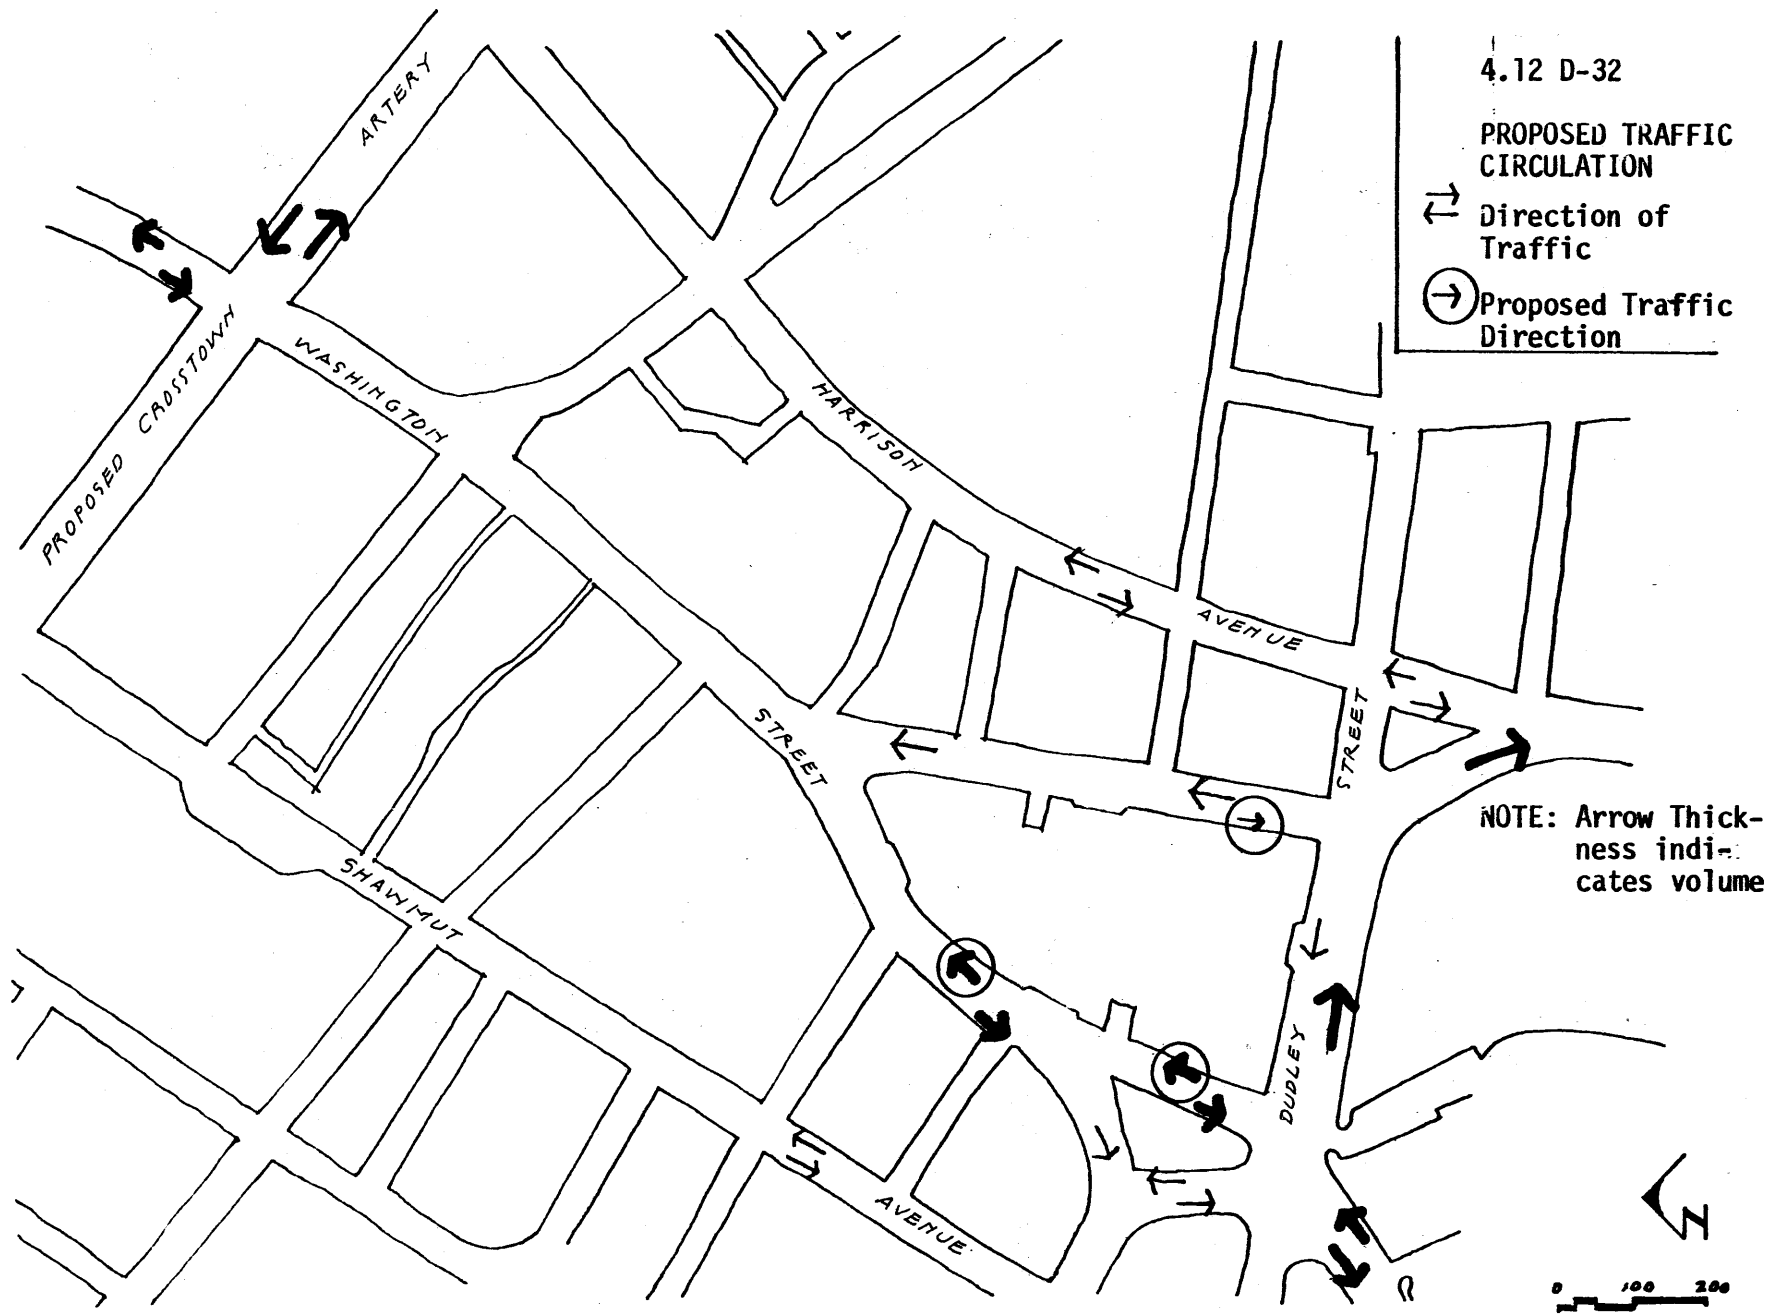 4.12 D-32
PROPOSED TRAFFIC
CIRCULATION
Direction of
Traffic
Proposed Traffic
Direction
ARTERY
PROPOSED CROSSTOWN
WASHINGTON
HARRISON
AVENUE
STREET
STREET
NOTE: Arrow Thick-
ness indi-
cates volume
SHAWMUT
DUDLEY
AVENUE
N
0 100 200